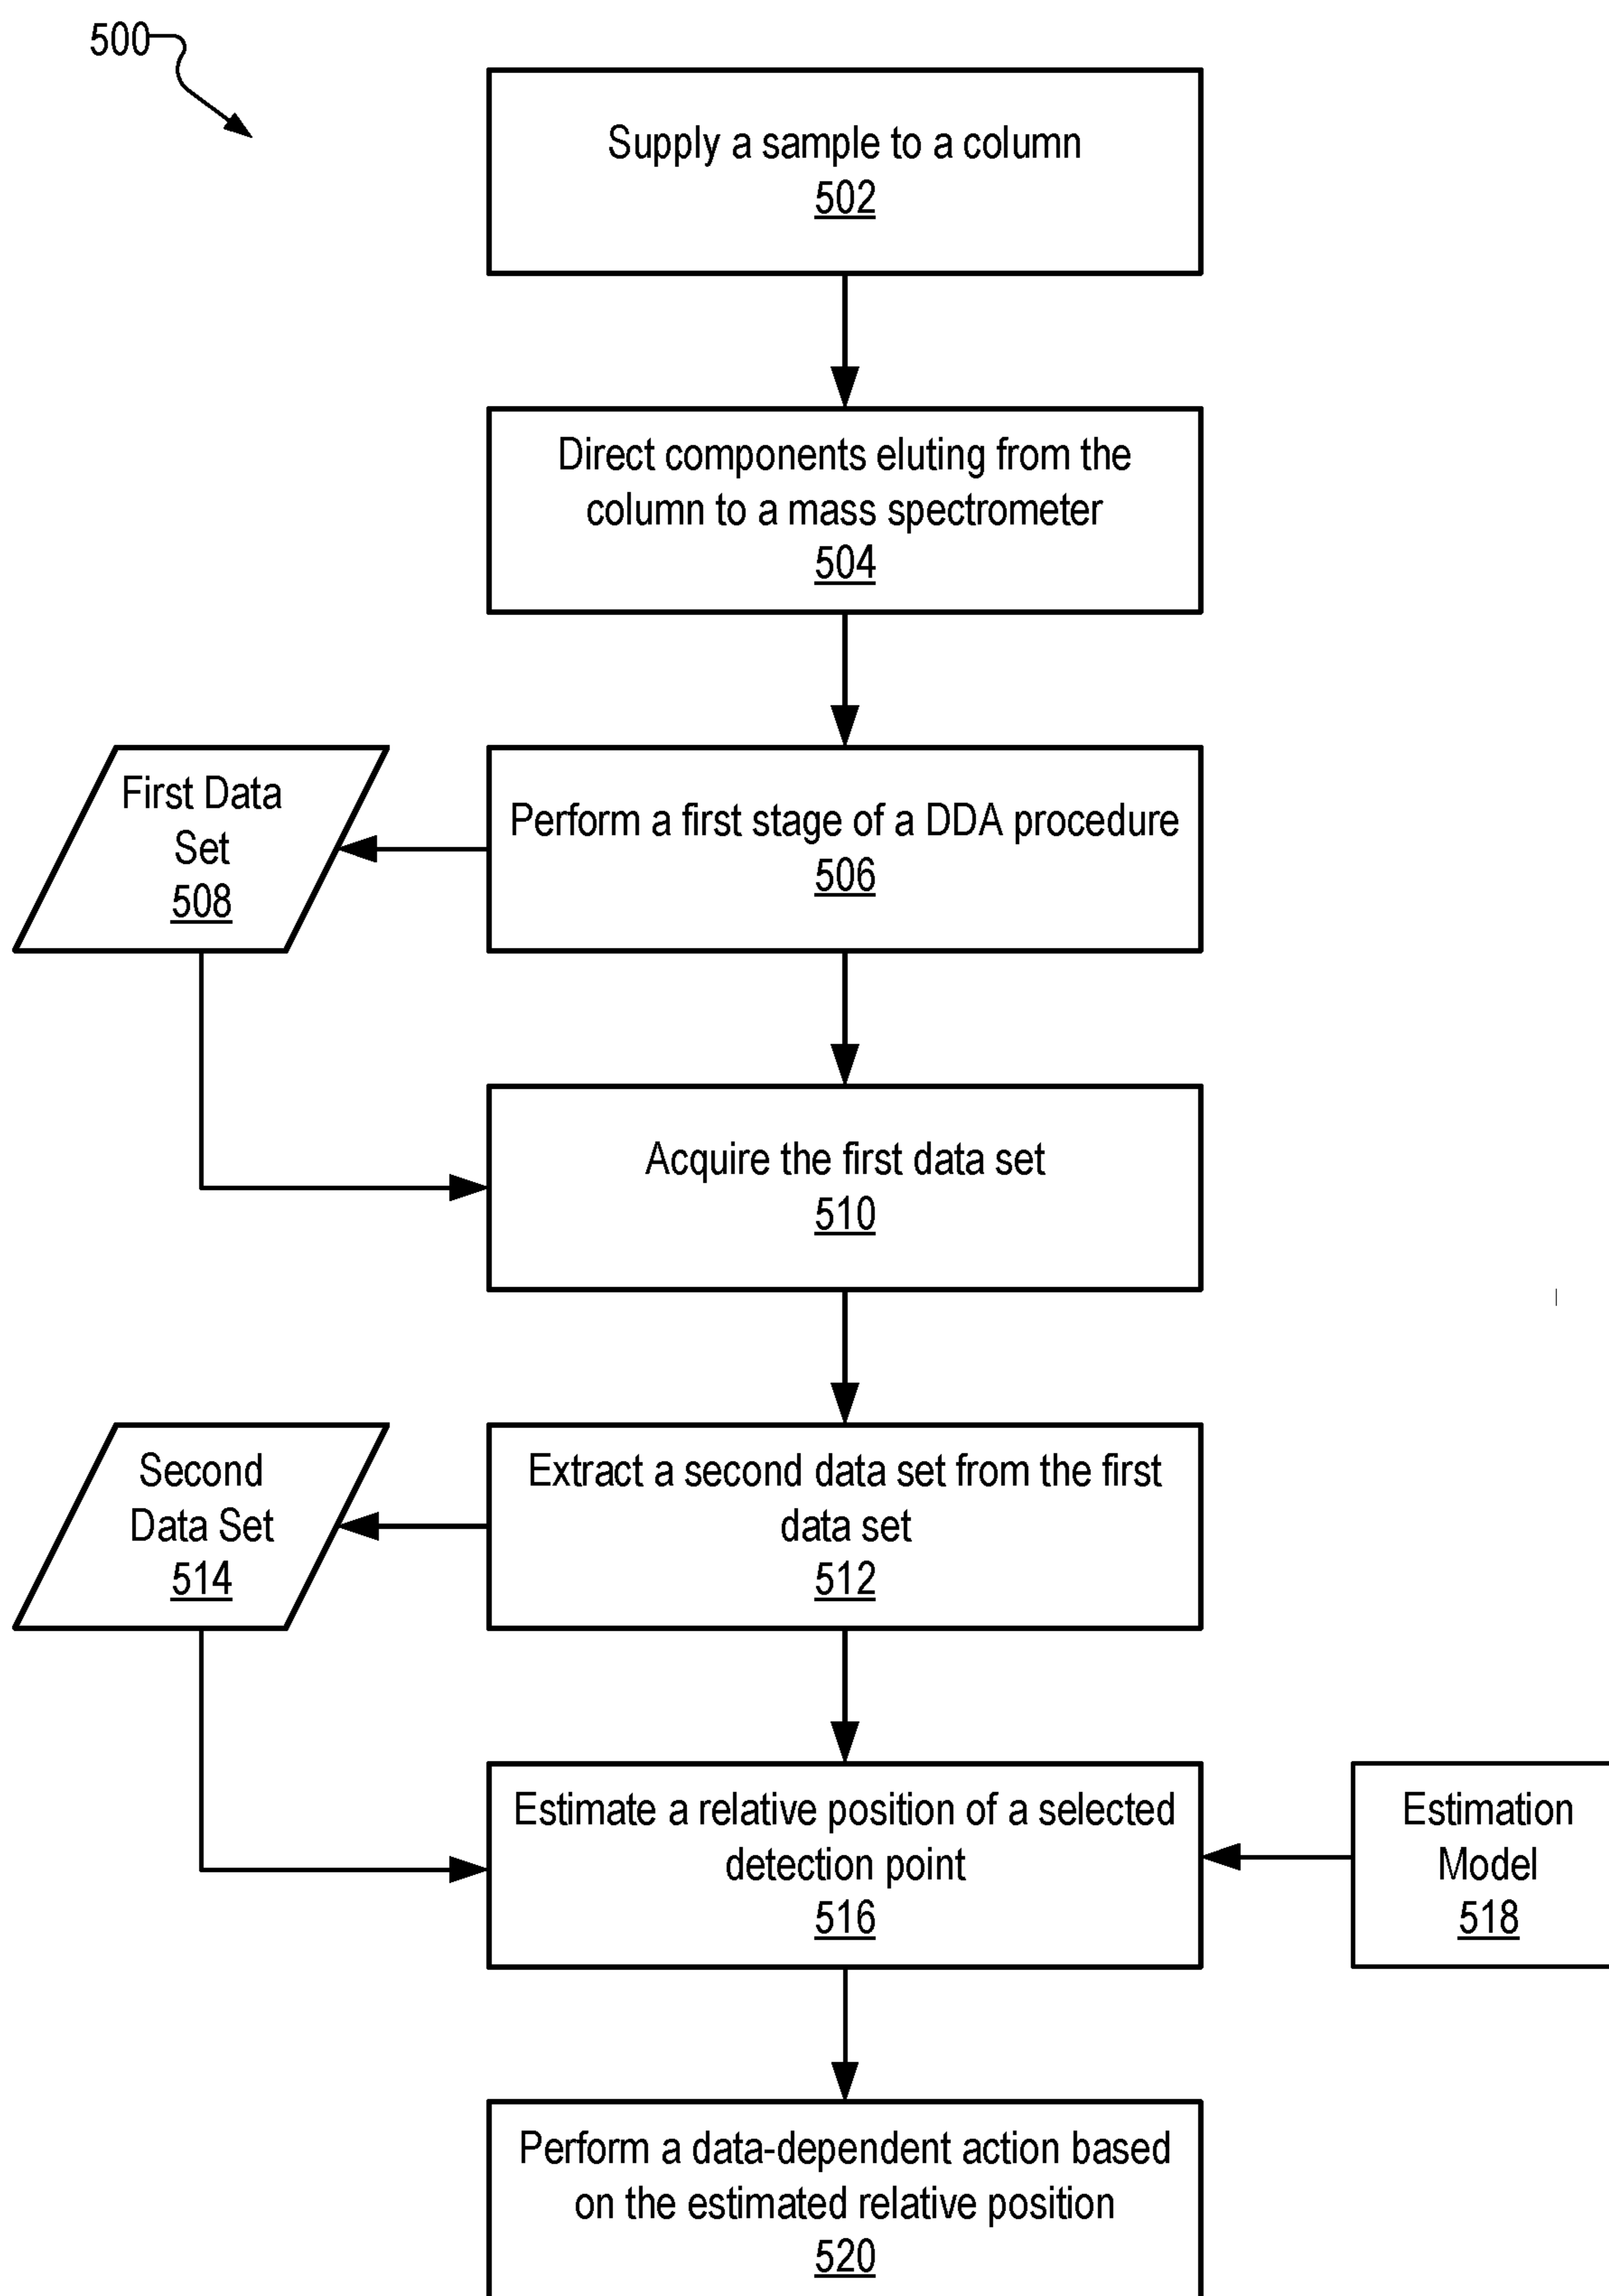 500
Supply a sample to a column
502
Direct components eluting from the
column to a mass spectrometer
504
First Data
Set
508
Perform a first stage of a DDA procedure
506
Acquire the first data set
510
Second
Data Set
514
Extract a second data set from the first
data set
512
Estimate a relative position of a selected
detection point
516
Estimation
Model
518
Perform a data-dependent action based
on the estimated relative position
520